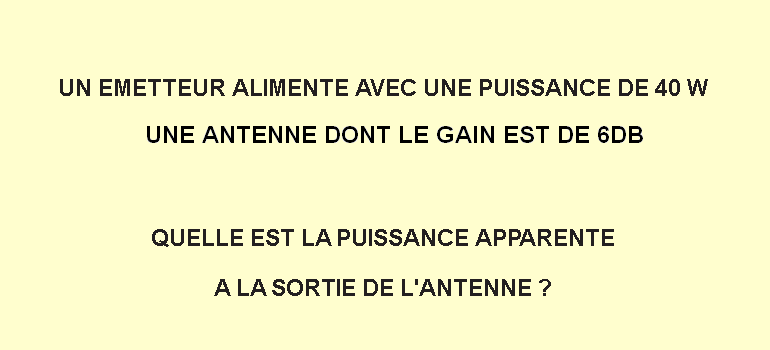 UN EMETTEUR ALIMENTE AVEC UNE PUISSANCE DE 40 W
UNE ANTENNE DONT LE GAIN EST DE 6DB
QUELLE EST LA PUISSANCE APPARENTE
A LA SORTIE DE L'ANTENNE ?